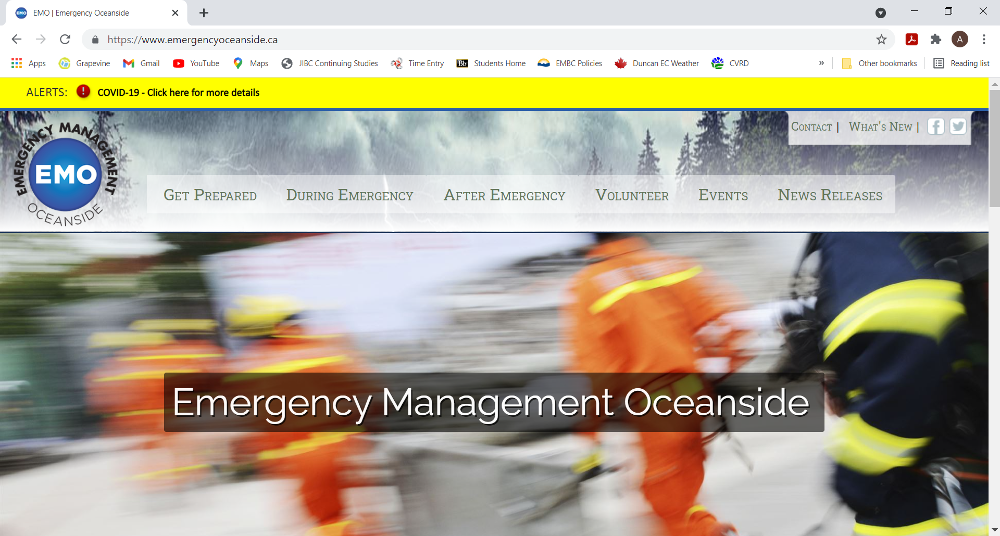 EMO | Emergency Oceanside
https://www.emergencyoceanside.ca
A
Apps Grapevine Gmail YouTube Maps JIBC Continuing Studies Time Entry Bb Students Home EMBC Policies Duncan EC Weather CVRD » Other bookmarks Reading list
ALERTS: COVID-19 - Click here for more details
Contact | What's New |
EMERGENCY MANAGEMENT
EMO
OCEANSIDE
Get Prepared During Emergency After Emergency Volunteer Events News Releases
Emergency Management Oceanside